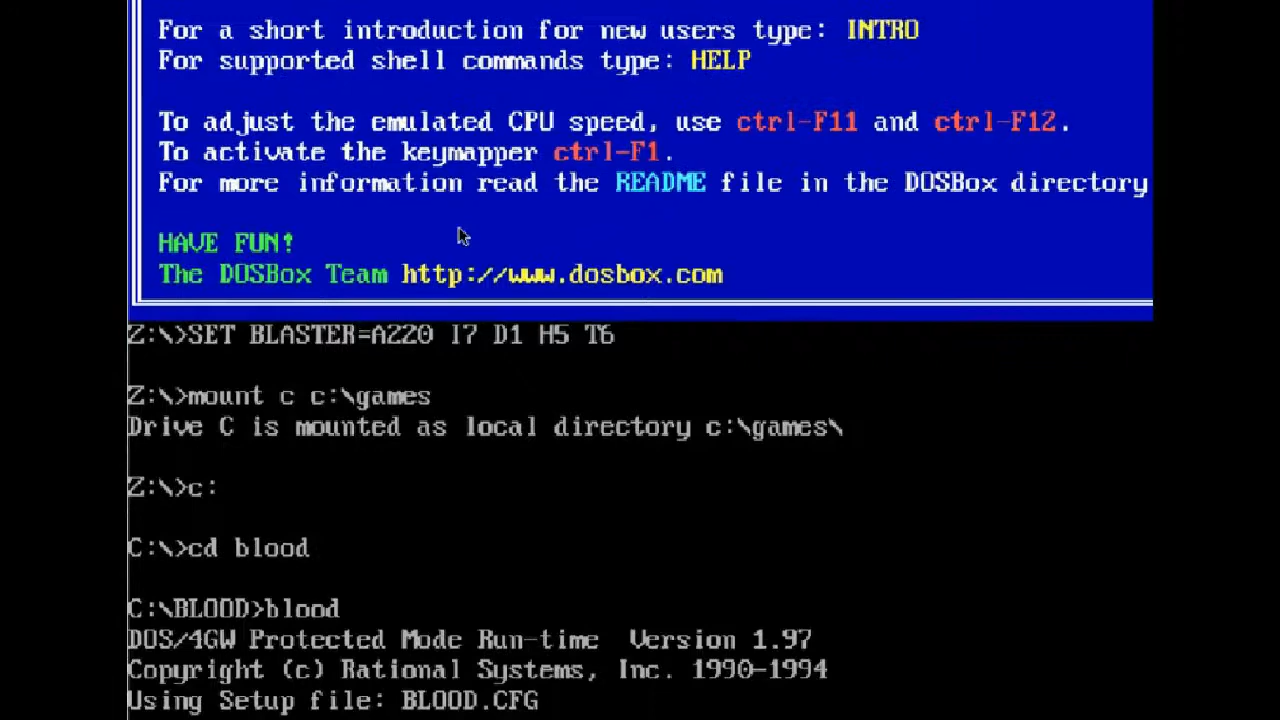 For a short introduction for new users type: INTRO
For supported shell commands type: HELP
To adjust the emulated CPU speed, use ctrl-F11 and ctrl-F12.
To activate the keymapper ctrl-F1.
For more information read the README file in the DOSBox directory
HAVE FUN!
The DOSBox Team http://www.dosbox.com
Z:\>SET BLASTER=A220 I7 D1 H5 T6
Z:\>mount c c:\games
Drive C is mounted as local directory c:\games\
Z:\>c:
C:\>cd blood
C:\BLOOD>blood
DOS/4GW Protected Mode Run-time  Version 1.97
Copyright (c) Rational Systems, Inc. 1990-1994
Using Setup file: BLOOD.CFG